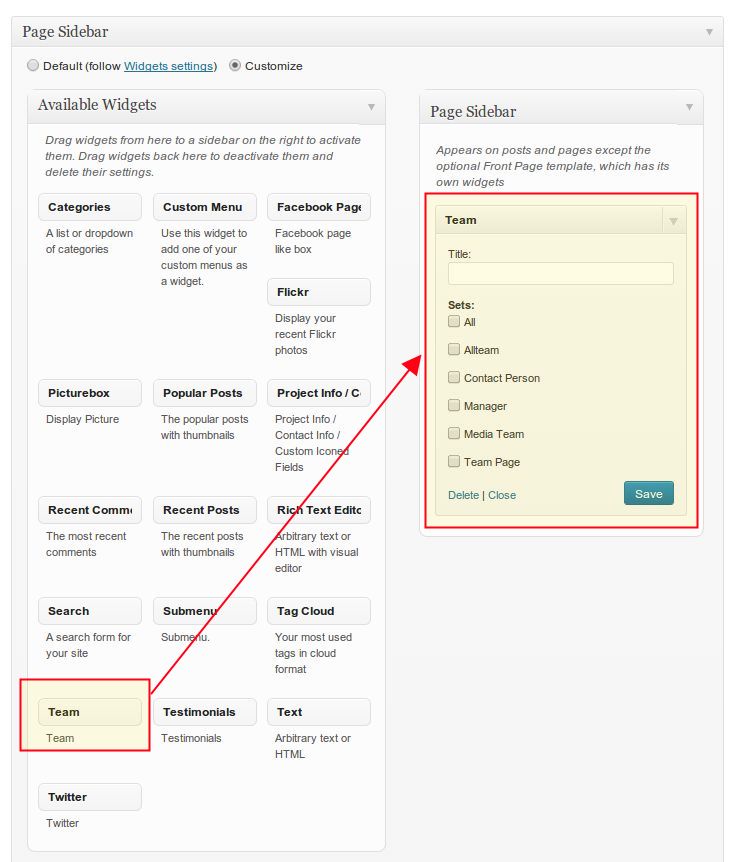 Page Sidebar
Default (follow Widgets settings) Customize
Available Widgets
Drag widgets from here to a sidebar on the right to activate
them. Drag widgets back here to deactivate them and
delete their settings.
Categories
A list or dropdown
of categories
Custom Menu
Use this widget to
add one of your
custom menus as
a widget.
Facebook Page
Facebook page
like box
Flickr
Display your
recent Flickr
photos
Picturebox
Display Picture
Popular Posts
The popular posts
with thumbnails
Project Info / C
Project Info /
Contact Info /
Custom Iconed
Fields
Recent Comm
The most recent
comments
Recent Posts
The recent posts
with thumbnails
Rich Text Edito
Arbitrary text or
HTML with visual
editor
Search
A search form for
your site
Submenu
Submenu.
Tag Cloud
Your most used
tags in cloud
format
Team
Team
Testimonials
Testimonials
Text
Arbitrary text or
HTML
Twitter
Twitter
Page Sidebar
Appears on posts and pages except the
optional Front Page template, which has its
own widgets
Team
Title:
Sets:
All
Allteam
Contact Person
Manager
Media Team
Team Page
Delete | Close
Save